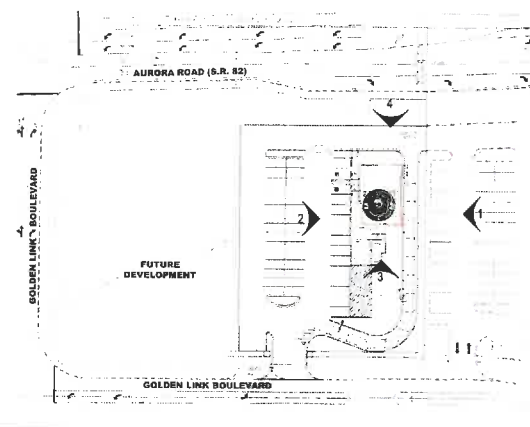 AURORA ROAD (S.R. 82)
4
GOLDEN LINK BOULEVARD
2
1
3
FUTURE
DEVELOPMENT
GOLDEN LINK BOULEVARD